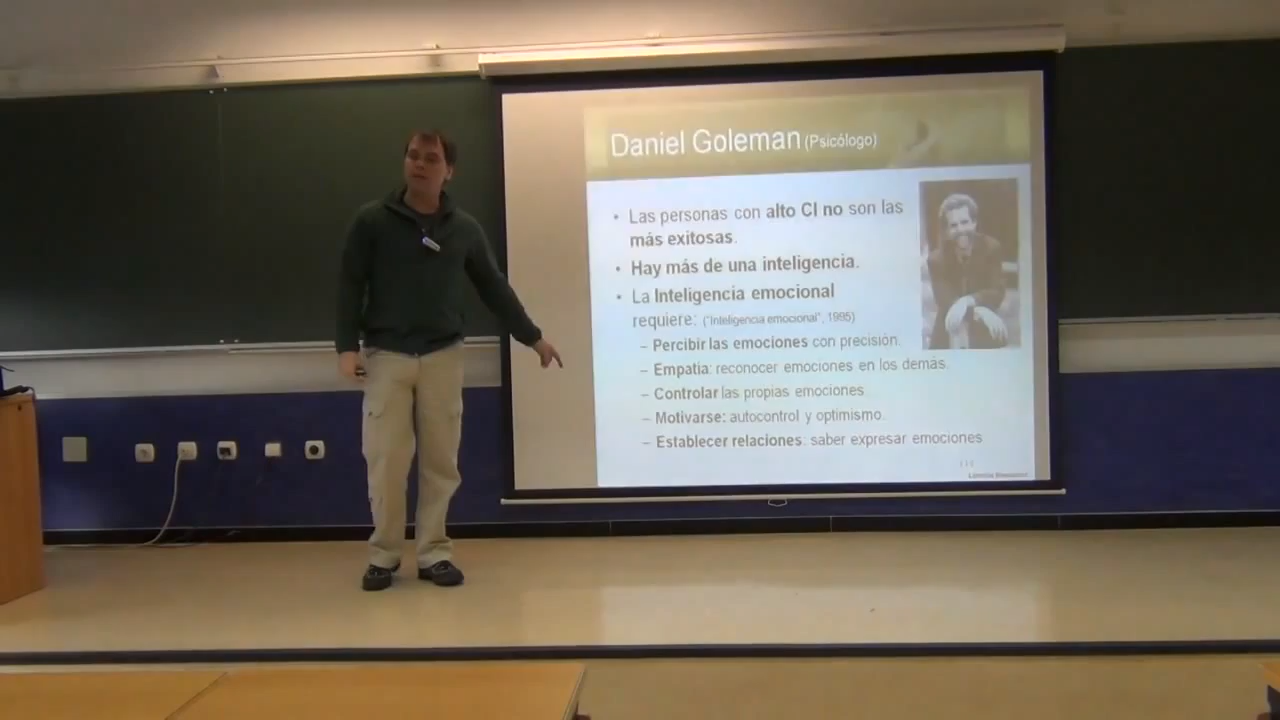 Daniel Goleman (Psicólogo)
• Las personas con alto CI no son las
más exitosas.
• Hay más de una inteligencia.
• La Inteligencia emocional
requiere: ("Inteligencia emocional", 1995)
– Percibir las emociones con precisión.
– Empatia: reconocer emociones en los demás.
– Controlar las propias emociones.
– Motivarse: autocontrol y optimismo.
– Establecer relaciones: saber expresar emociones